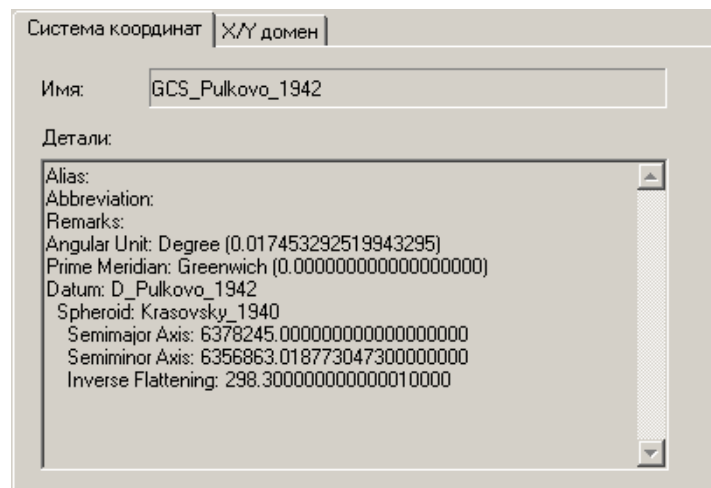 Система координат X/Y домен
Имя: GCS_Pulkovo_1942
Детали:
Alias:
Abbreviation:
Remarks:
Angular Unit: Degree (0.017453292519943295)
Prime Meridian: Greenwich (0.000000000000000000)
Datum: D_Pulkovo_1942
Spheroid: Krasovsky_1940
Semimajor Axis: 6378245.000000000000000000
Semiminor Axis: 6356863.018773047300000000
Inverse Flattening: 298.300000000000010000